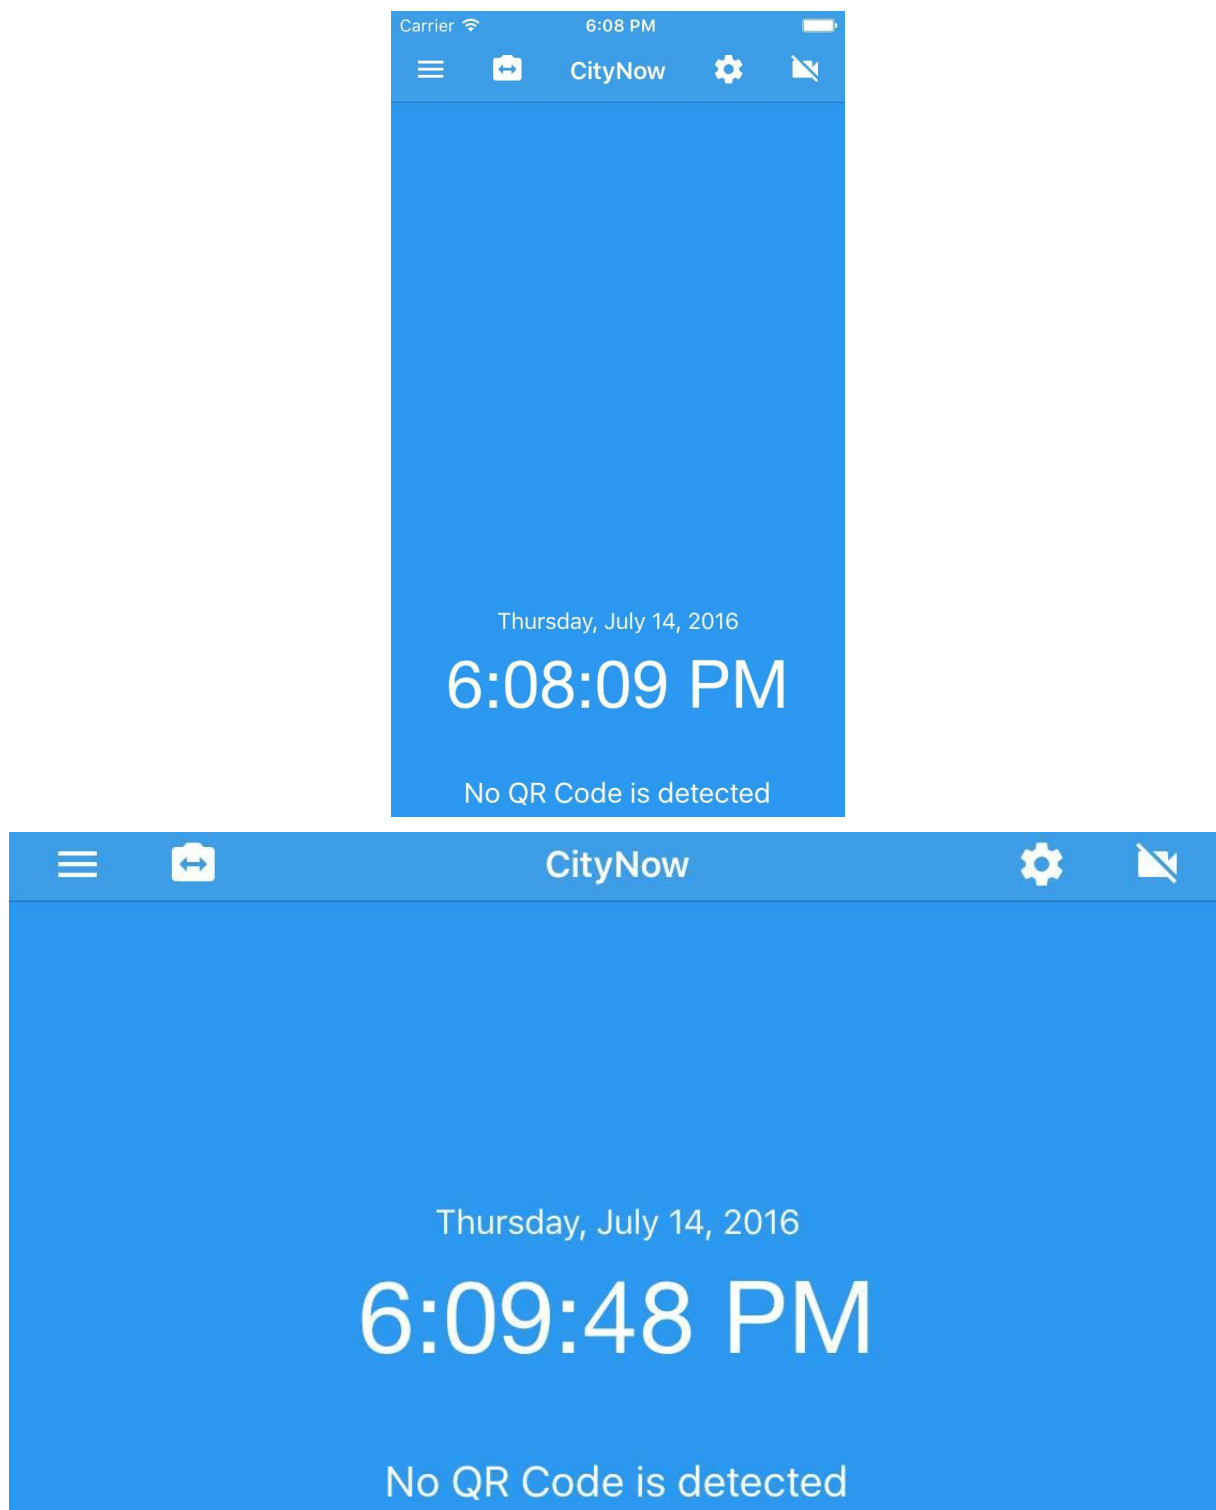 Carrier 6:08 PM
CityNow
Thursday, July 14, 2016
6:08:09 PM
No QR Code is detected
CityNow
Thursday, July 14, 2016
6:09:48 PM
No QR Code is detected